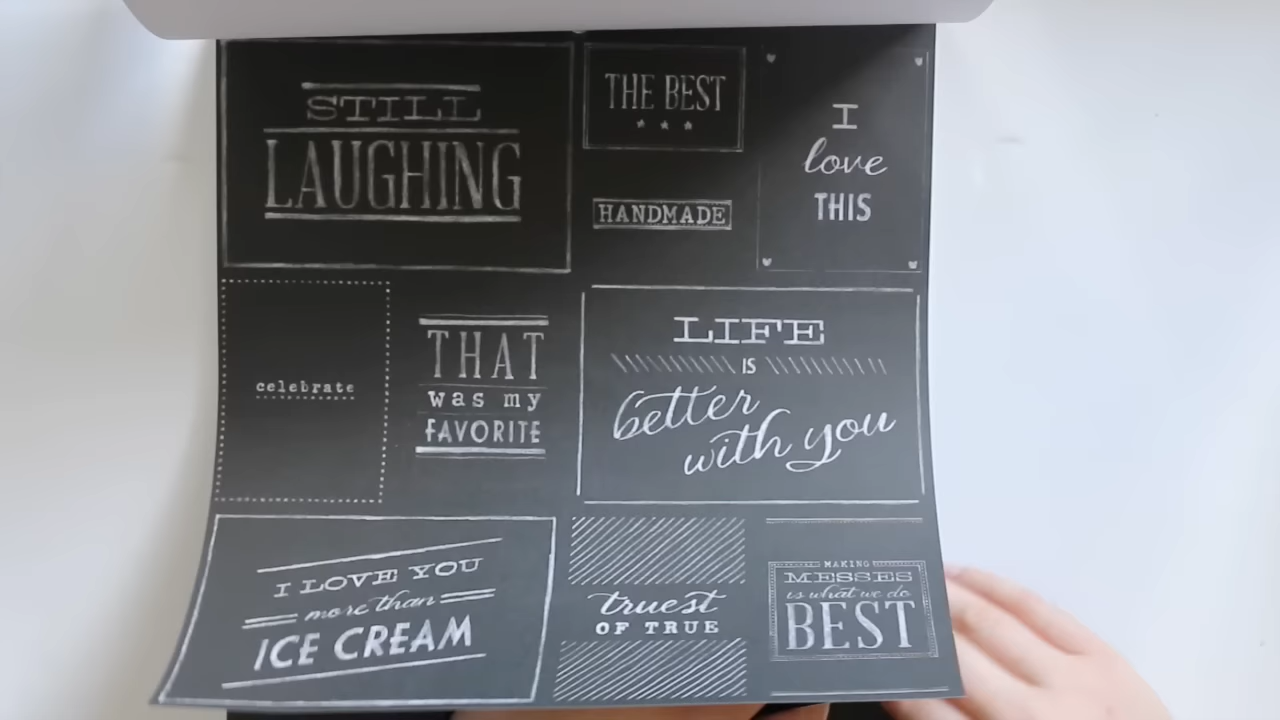 STILL
LAUGHING
THE BEST
HANDMADE
I
love
THIS
celebrate
THAT
was my
FAVORITE
LIFE
IS
better
with you
I LOVE YOU
more than
ICE CREAM
truest
OF TRUE
MAKING
MESSES
is what we do
BEST